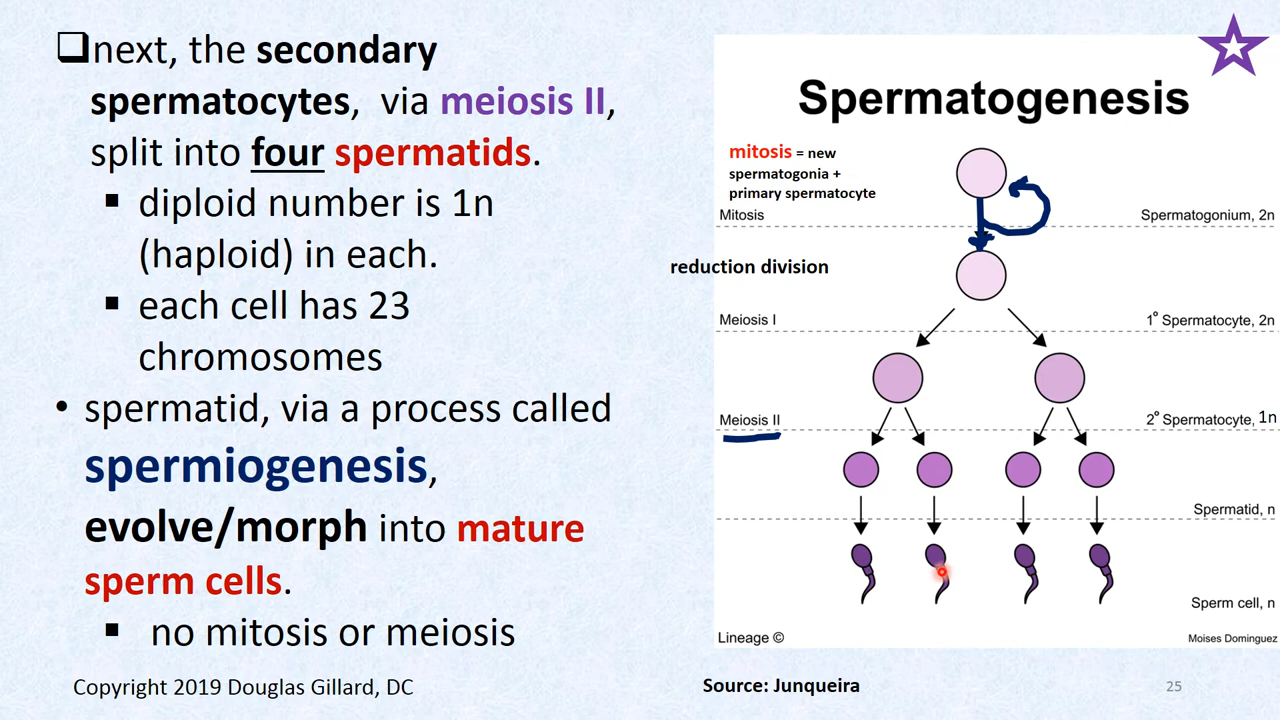 ❑next, the secondary
spermatocytes, via meiosis II,
split into four spermatids.
▪ diploid number is 1n
(haploid) in each.
▪ each cell has 23
chromosomes
• spermatid, via a process called
spermiogenesis,
evolve/morph into mature
sperm cells.
▪ no mitosis or meiosis
Copyright 2019 Douglas Gillard, DC
Spermatogenesis
mitosis = new
spermatogonia +
primary spermatocyte
Mitosis
Spermatogonium, 2n
reduction division
Meiosis I
1° Spermatocyte, 2n
Meiosis II
2° Spermatocyte, 1n
Spermatid, n
Sperm cell, n
Lineage ©
Moises Dominguez
Source: Junqueira
25